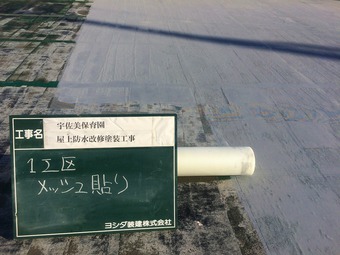 工事名
宇佐美保育園
屋上防水改修塗装工事
1工区
メッシュ貼り
ヨシダ装建株式会社